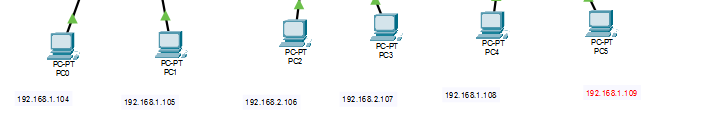 PC-PT
PC0
PC-PT
PC1
PC-PT
PC2
PC-PT
PC3
PC-PT
PC4
PC-PT
PC5
192.168.1.104
192.168.1.105
192.168.2.106
192.168.2.107
192.168.1.108
192.168.1.109